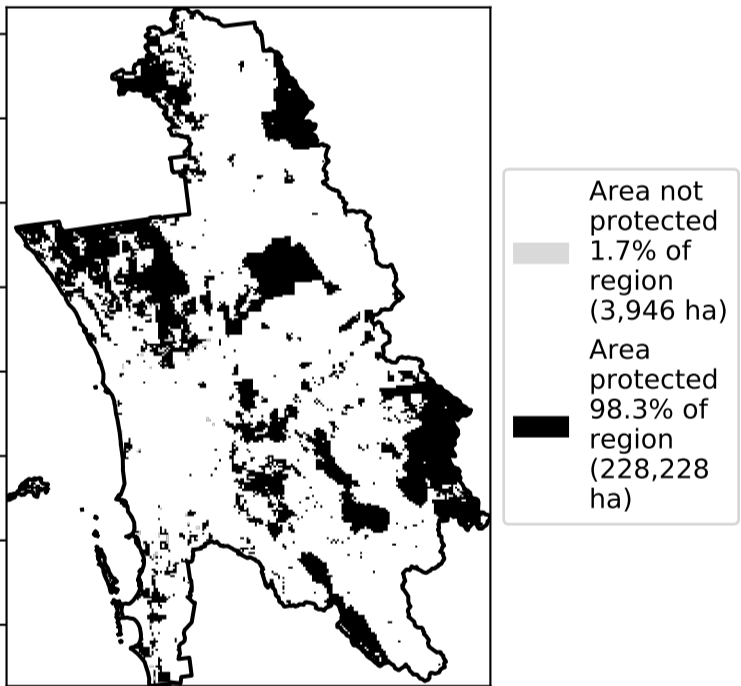 Area not
protected
1.7% of
region
(3,946 ha)
Area
protected
98.3% of
region
(228,228
ha)